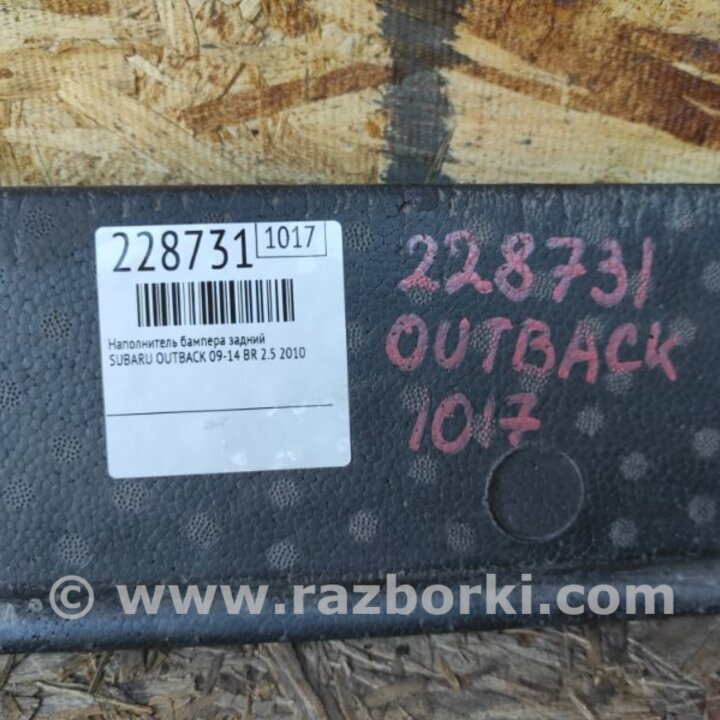 228731 1017
Наполнитель бампера задний
SUBARU OUTBACK 09-14 BR 2.5 2010
228731
OUTBACK
1017
© www.razborki.com